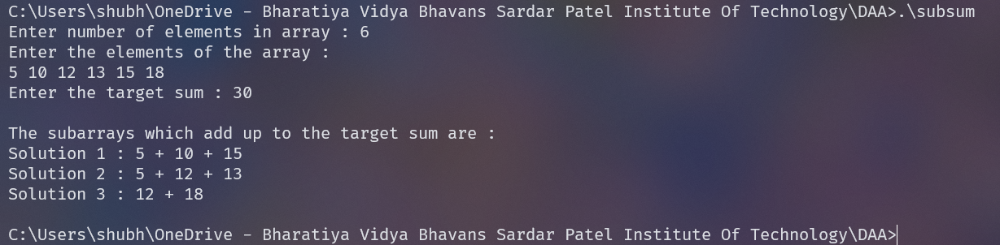 C:\Users\shubh\OneDrive - Bharatiya Vidya Bhavans Sardar Patel Institute Of Technology\DAA>.\subsum
Enter number of elements in array : 6
Enter the elements of the array :
5 10 12 13 15 18
Enter the target sum : 30
The subarrays which add up to the target sum are :
Solution 1 : 5 + 10 + 15
Solution 2 : 5 + 12 + 13
Solution 3 : 12 + 18
C:\Users\shubh\OneDrive - Bharatiya Vidya Bhavans Sardar Patel Institute Of Technology\DAA>